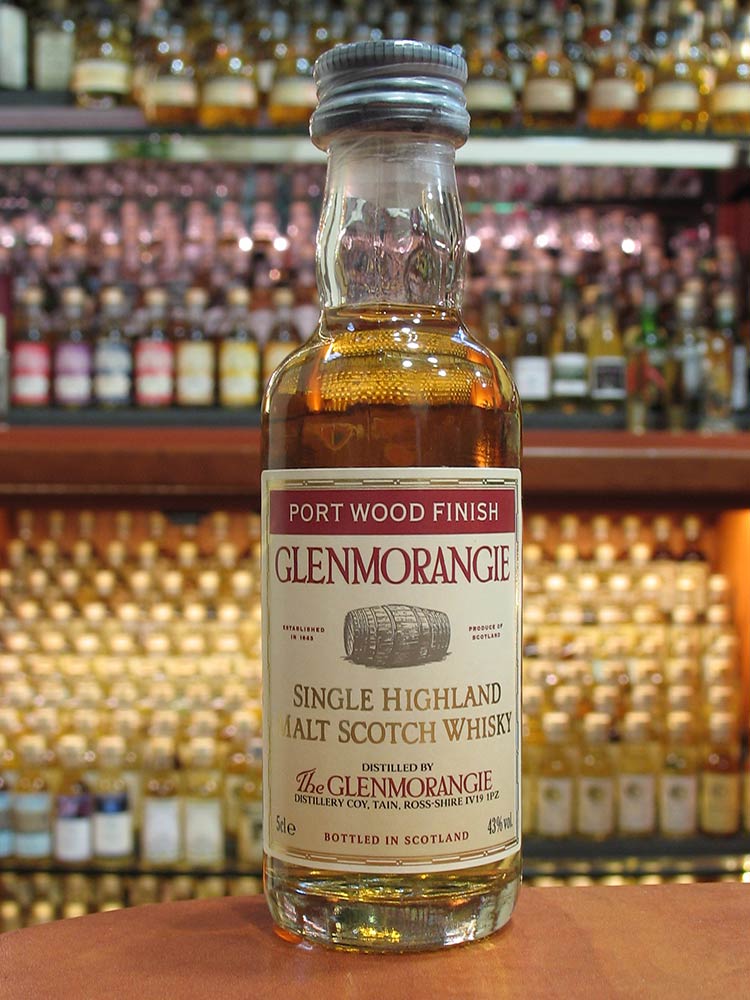 PORT WOOD FINISH
GLENMORANGIE
ESTABLISHED
IN 1843
PRODUCE OF
SCOTLAND
SINGLE HIGHLAND
MALT SCOTCH WHISKY
DISTILLED BY
The GLENMORANGIE
DISTILLERY COY, TAIN, ROSS-SHIRE IV19 1PZ
5cl e
43% vol.
BOTTLED IN SCOTLAND